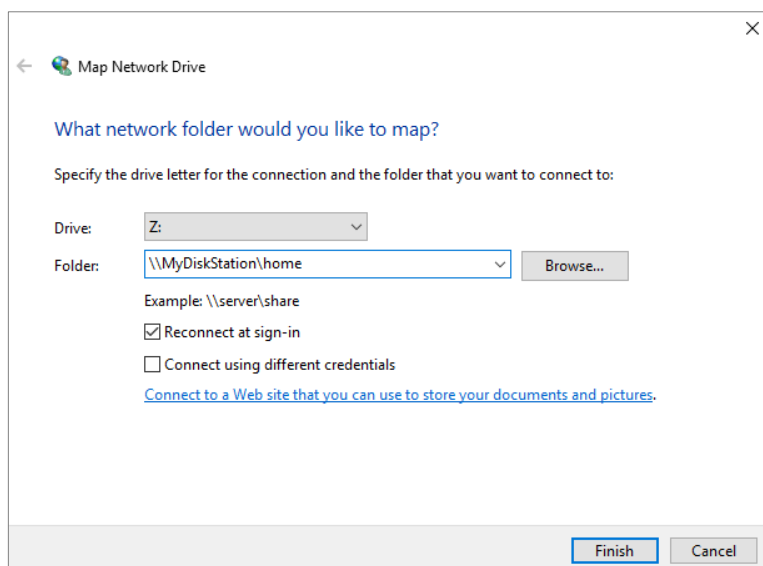 Map Network Drive
What network folder would you like to map?
Specify the drive letter for the connection and the folder that you want to connect to:
Drive: Z:
Folder: \\MyDiskStation\home Browse...
Example: \\server\share
Reconnect at sign-in
Connect using different credentials
Connect to a Web site that you can use to store your documents and pictures.
Finish Cancel